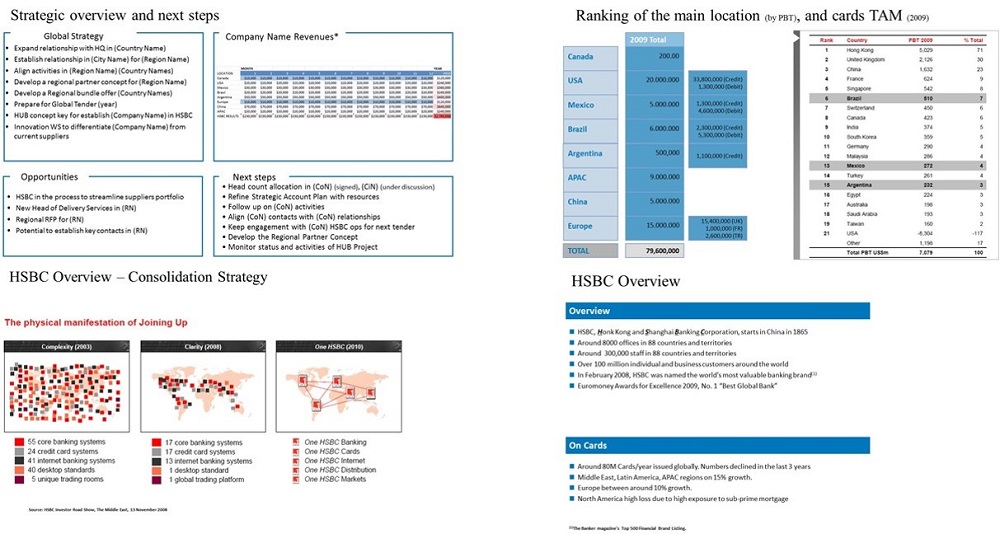 Strategic overview and next steps
Global Strategy
Expand relationship with HQ in (Country Name)
Establish relationship in (City Name) for (Region Name)
Align activities in (Region Name) (Country Names)
Develop a regional partner concept for (Region Name)
Develop a Regional bundle offer (Country Names)
Prepare for Global Tender (year)
HUB concept key for establish (Company Name) in HSBC
Innovation WS to differentiate (Company Name) from
current suppliers
Company Name Revenues*
MONTH YEAR
LOCATION
Opportunities
HSBC in the process to streamline suppliers portfolio
New Head of Delivery Services in (RN)
Regional RFP for (RN)
Potential to establish key contacts in (RN)
Next steps
Head count allocation in (CoN) (signed), (CiN) (under discussion)
Refine Strategic Account Plan with resources
Follow up on (CoN) activities
Align (CoN) contacts with (CoN) relationships
Keep engagement with (CoN) HSBC ops for next tender
Develop the Regional Partner Concept
Monitor status and activities of HUB Project
Ranking of the main location (by PBT), and cards TAM (2009)
2009 Total
Canada 200.00
USA 20.000.000 33,800,000 (Credit)
1,300,000 (Debit)
Mexico 5.000.000 1,300,000 (Credit)
4,600,000 (Debit)
Brazil 6.000.000 2,300,000 (Credit)
5,300,000 (Debit)
Argentina 500,000 1,100,000 (Credit)
APAC 9.000.000
China 5.000.000
Europe 15.000.000 15,400,000 (UK)
1,000,000 (FR)
2,600,000 (TR)
TOTAL 79,600,000
Rank Country PBT 2009 % Total
1 Hong Kong 5,029 71
2 United Kingdom 2,126 30
3 China 1,632 23
4 France 624 9
5 Singapore 542 8
6 Brazil 510 7
7 Switzerland 450 6
8 Canada 423 6
9 India 374 5
10 South Korea 359 5
11 Germany 290 4
12 Malaysia 286 4
13 Mexico 272 4
14 Turkey 261 4
15 Argentina 232 3
16 Egypt 224 3
17 Australia 198 3
18 Saudi Arabia 193 3
19 Taiwan 160 2
21 USA -8,304 -117
Other 1,198 17
Total PBT US$m 7,079 100
HSBC Overview – Consolidation Strategy
The physical manifestation of Joining Up
Complexity (2003)
55 core banking systems
24 credit card systems
41 internet banking systems
40 desktop standards
5 unique trading rooms
Clarity (2008)
17 core banking systems
17 credit card systems
13 internet banking systems
1 desktop standard
1 global trading platform
One HSBC (2010)
One HSBC Banking
One HSBC Cards
One HSBC Internet
One HSBC Distribution
One HSBC Markets
Source: HSBC Investor Road Show, The Middle East, 13 November 2008
HSBC Overview
Overview
HSBC, Honk Kong and Shanghai Banking Corporation, starts in China in 1865
Around 8000 offices in 88 countries and territories
Around 300,000 staff in 88 countries and territories
Over 100 million individual and business customers around the world
In February 2008, HSBC was named the world's most valuable banking brand(1)
Euromoney Awards for Excellence 2009, No. 1 "Best Global Bank"
On Cards
Around 80M Cards/year issued globally. Numbers declined in the last 3 years
Middle East, Latin America, APAC regions on 15% growth.
Europe between around 10% growth.
North America high loss due to high exposure to sub-prime mortgage
(1)The Banker magazine's Top 500 Financial Brand Listing.